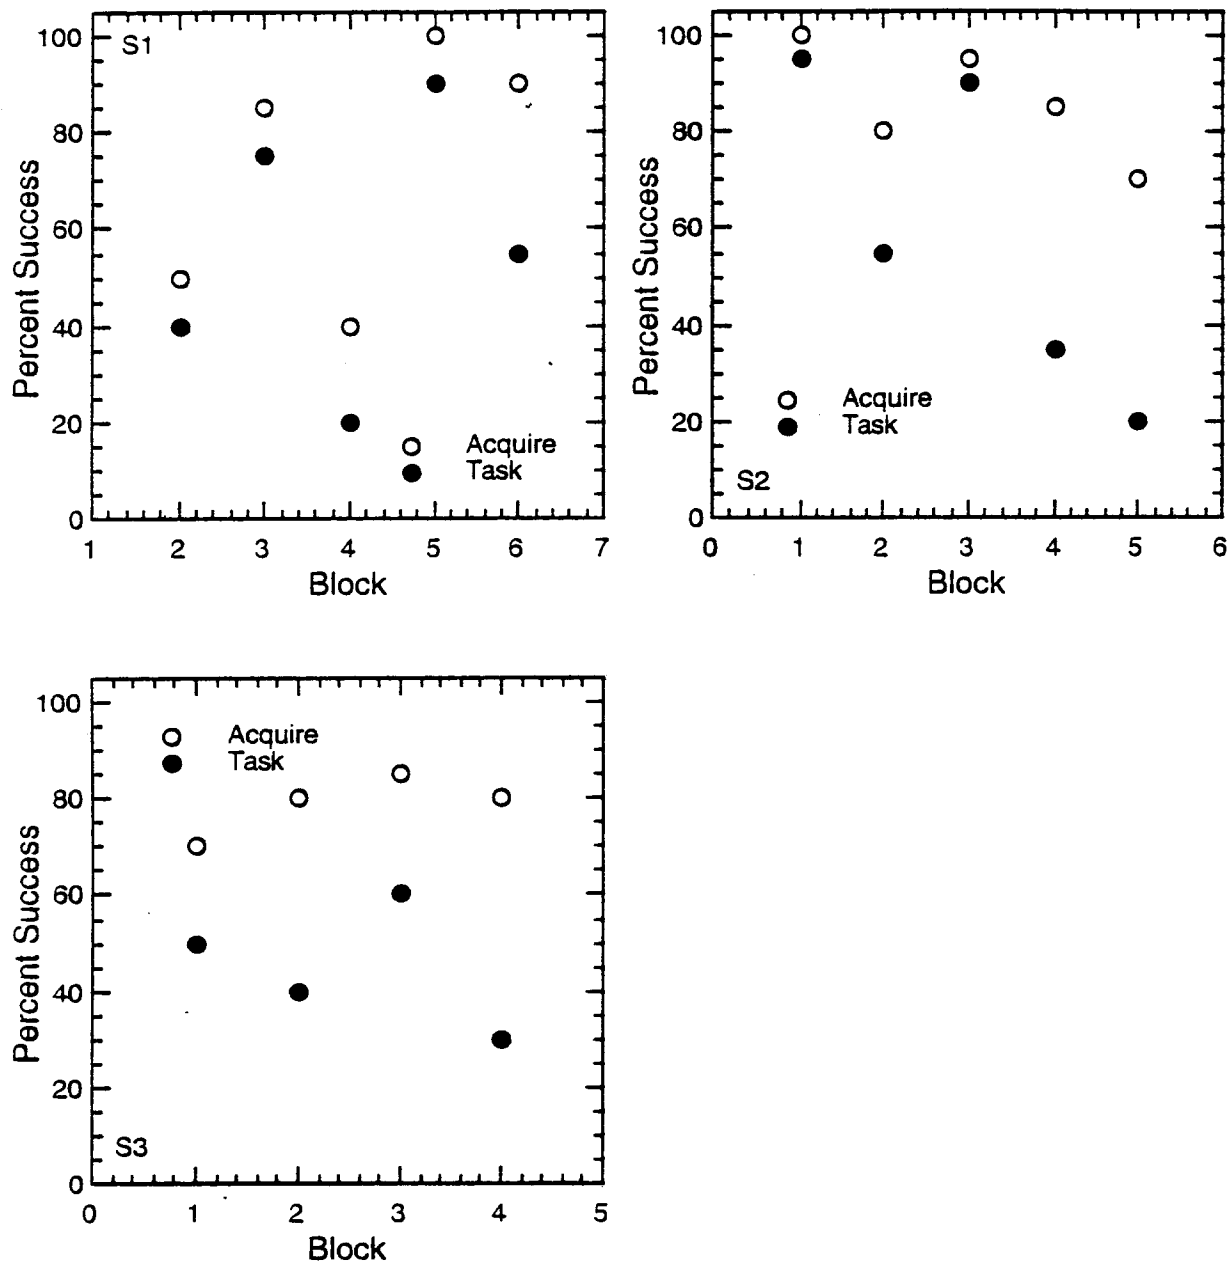 S1
100
80
60
40
20
0
Percent Success
Acquire
Task
1 2 3 4 5 6 7
Block
100
80
60
40
20
0
Percent Success
Acquire
Task
S2
0 1 2 3 4 5 6
Block
100
80
60
40
20
0
Percent Success
Acquire
Task
S3
0 1 2 3 4 5
Block